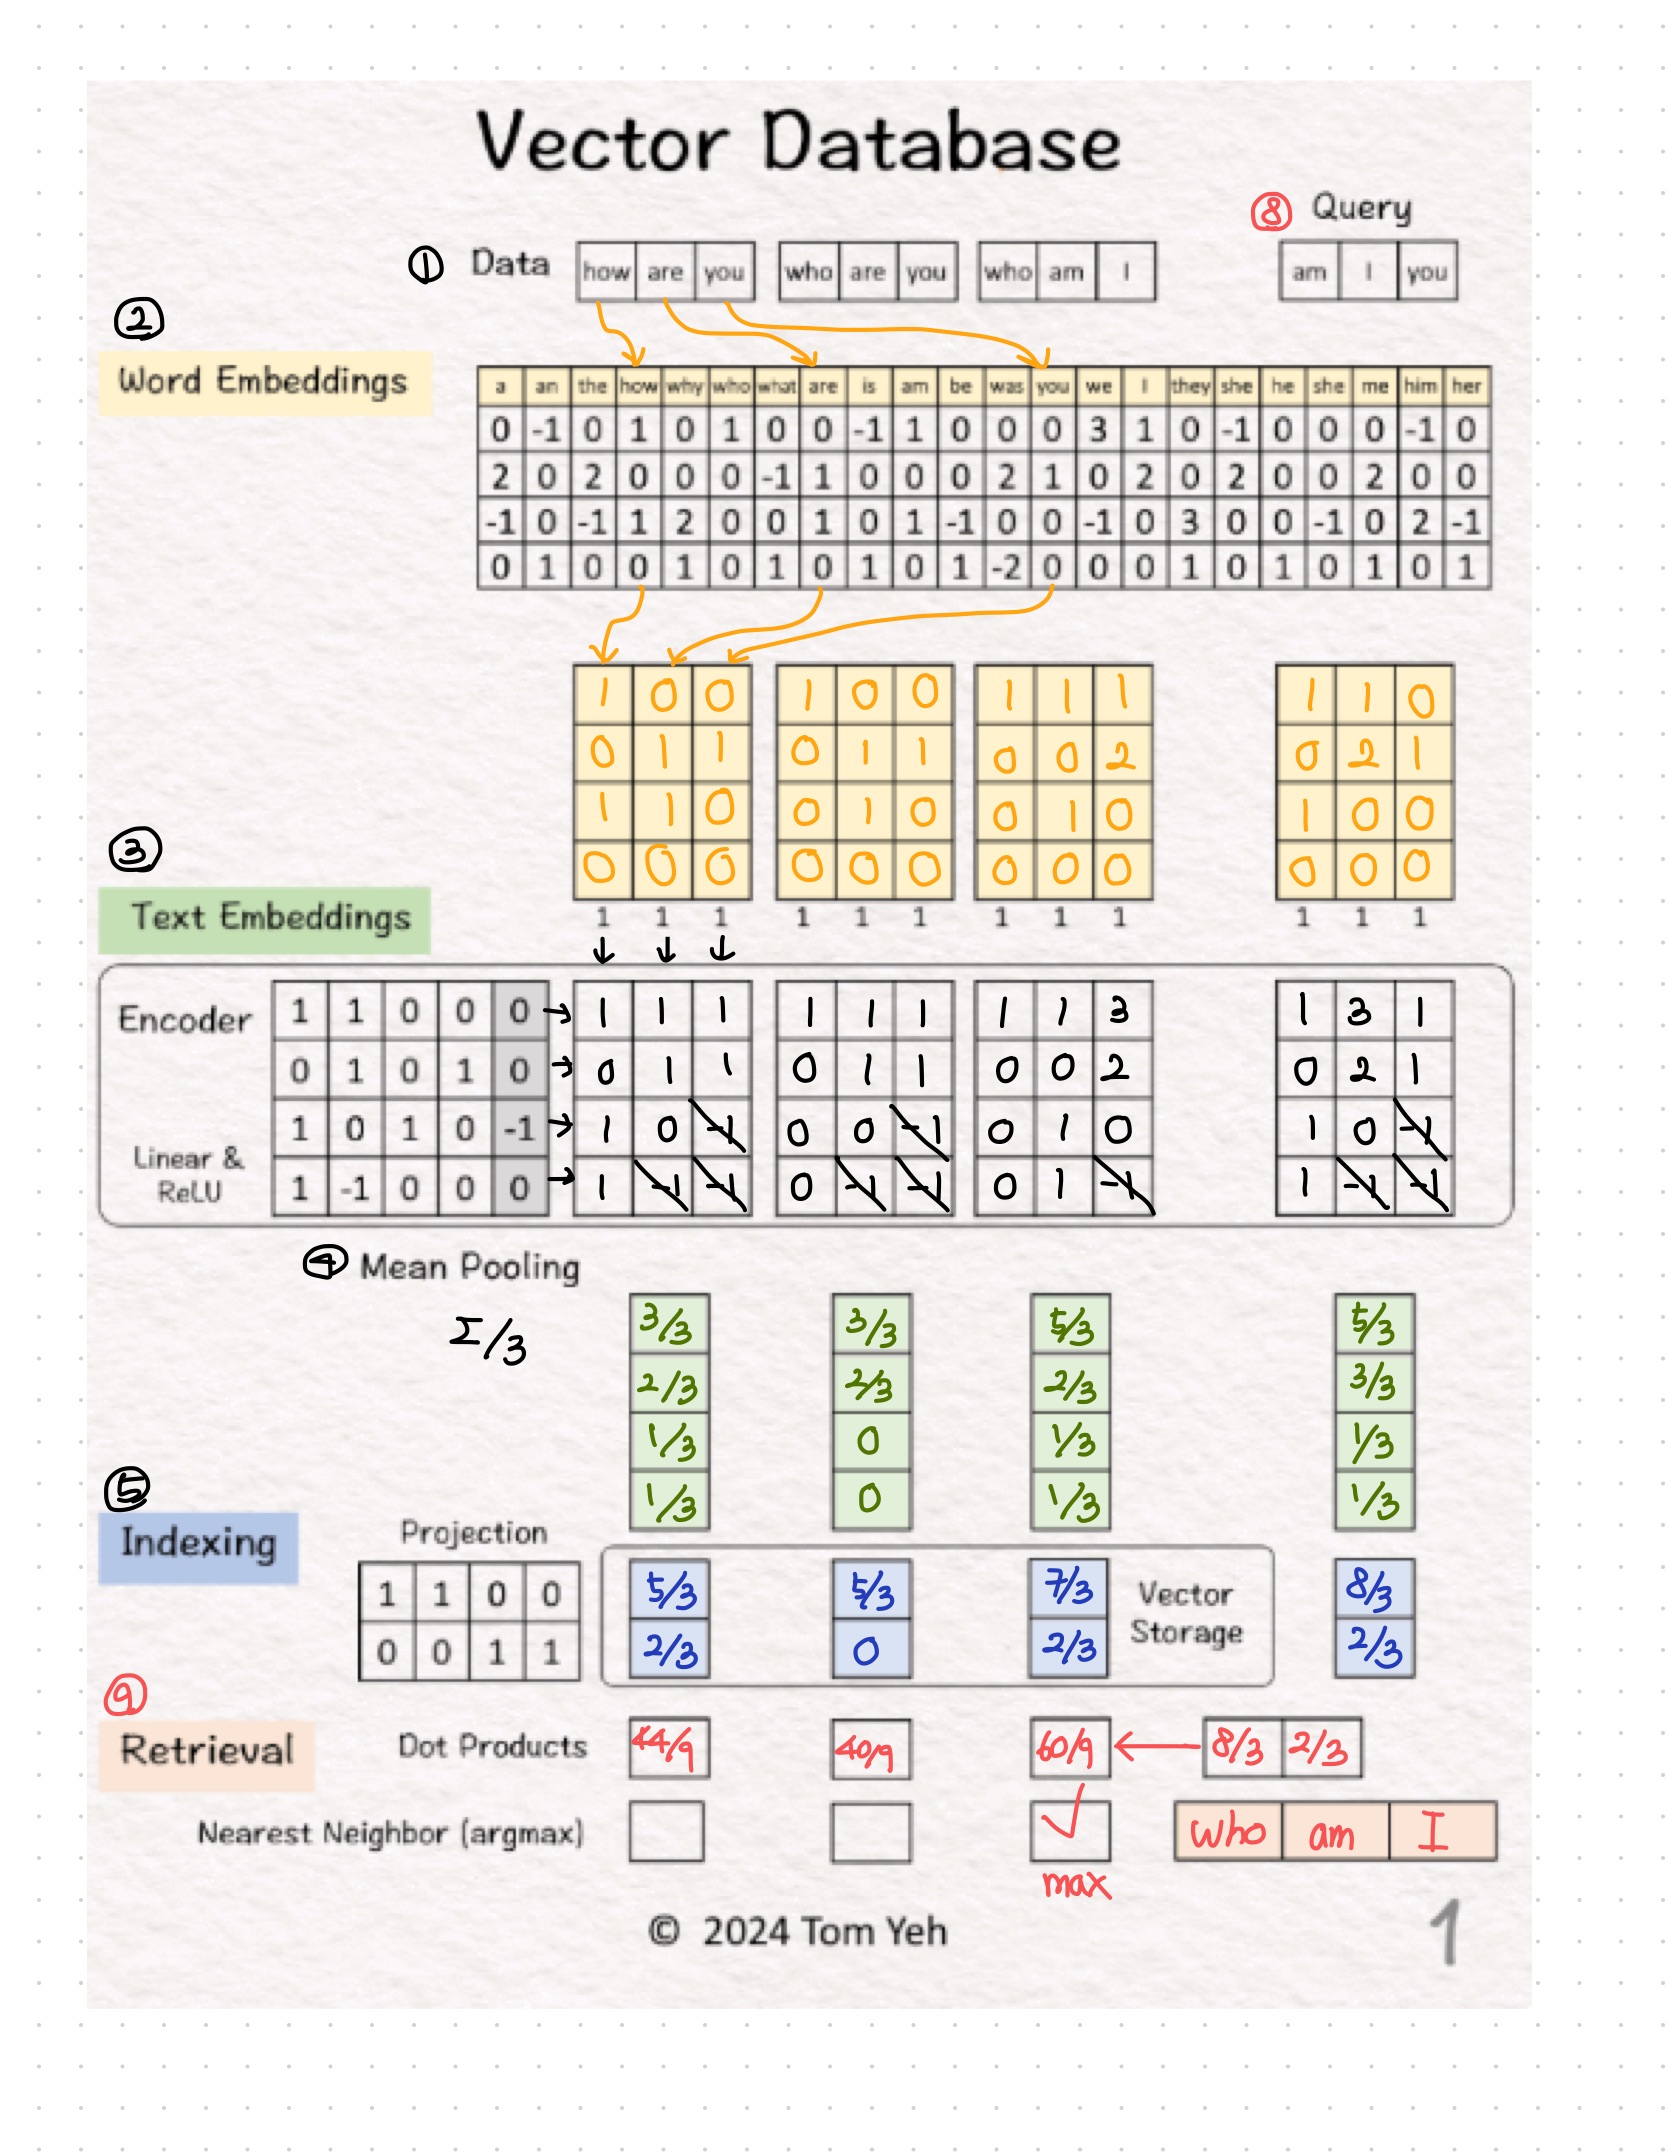 Vector Database
⑧ Query
① Data how are you who are you who am I am I you
②
Word Embeddings
a an the how why who what are is am be was you we I they she he she me him her
0 -1 0 1 0 1 0 0 -1 1 0 0 0 3 1 0 -1 0 0 0 -1 0
2 0 2 0 0 0 -1 1 0 0 0 2 1 0 2 0 2 0 0 2 0 0
-1 0 -1 1 2 0 0 1 0 1 -1 0 0 -1 0 3 0 0 -1 0 2 -1
0 1 0 0 1 0 1 0 1 0 1 -2 0 0 0 1 0 1 0 1 0 1
1 0 0 1 0 0 1 1 1 1 1 0
0 1 1 0 1 1 0 0 2 0 2 1
1 1 0 0 1 0 0 1 0 1 0 0
③
0 0 0 0 0 0 0 0 0 0 0 0
Text Embeddings 1 1 1 1 1 1 1 1 1 1 1 1
Encoder 1 1 0 0 0 1 1 1 1 1 1 1 1 3 1 3 1
0 1 0 1 0 0 1 1 0 1 1 0 0 2 0 2 1
1 0 1 0 -1 1 0 -1 0 0 -1 0 1 0 1 0 -1
Linear &
ReLU 1 -1 0 0 0 1 -1 -1 0 -1 -1 0 1 -1 1 -1 -1
④ Mean Pooling
Σ/3 3/3 3/3 5/3 5/3
2/3 2/3 2/3 3/3
1/3 0 1/3 1/3
⑤ 1/3 0 1/3 1/3
Indexing Projection
1 1 0 0 5/3 5/3 7/3 Vector 8/3
0 0 1 1 2/3 0 2/3 Storage 2/3
⑨
Retrieval Dot Products 44/9 40/9 60/9 8/3 2/3
Nearest Neighbor (argmax) who am I
max
© 2024 Tom Yeh
1